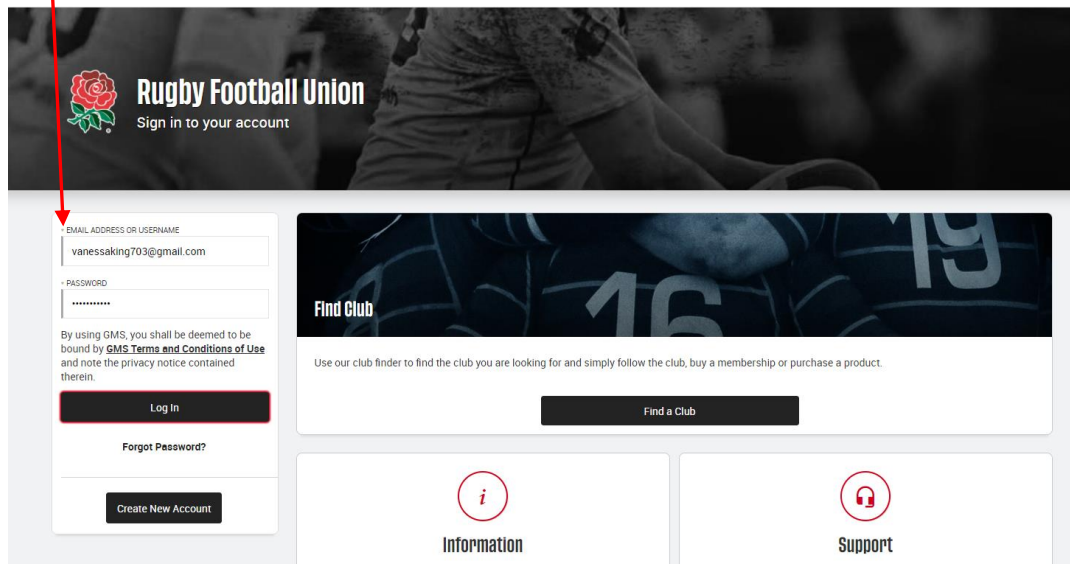 Rugby Football Union
Sign in to your account
* EMAIL ADDRESS OR USERNAME
vanessaking703@gmail.com
* PASSWORD
•••••••••••
By using GMS, you shall be deemed to be
bound by GMS Terms and Conditions of Use
and note the privacy notice contained
therein.
Log In
Forgot Password?
Create New Account
16
19
Find Club
Use our club finder to find the club you are looking for and simply follow the club, buy a membership or purchase a product.
Find a Club
i
Information
Support